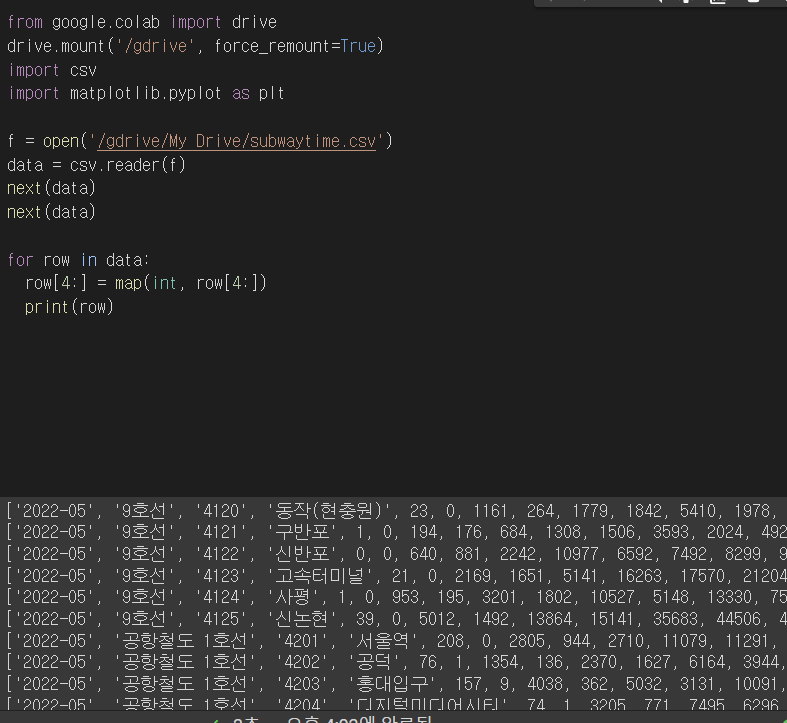 from google.colab import drive
drive.mount('/gdrive', force_remount=True)
import csv
import matplotlib.pyplot as plt
f = open('/gdrive/My Drive/subwaytime.csv')
data = csv.reader(f)
next(data)
next(data)
for row in data:
row[4:] = map(int, row[4:])
print(row)
['2022-05', '9호선', '4120', '동작(현충원)', 23, 0, 1161, 264, 1779, 1842, 5410, 1978,
['2022-05', '9호선', '4121', '구반포', 1, 0, 194, 176, 684, 1308, 1506, 3593, 2024, 492
['2022-05', '9호선', '4122', '신반포', 0, 0, 640, 881, 2242, 10977, 6592, 7492, 8299, 9
['2022-05', '9호선', '4123', '고속터미널', 21, 0, 2169, 1651, 5141, 16263, 17570, 21204
['2022-05', '9호선', '4124', '사평', 1, 0, 953, 195, 3201, 1802, 10527, 5148, 13330, 75
['2022-05', '9호선', '4125', '신논현', 39, 0, 5012, 1492, 13864, 15141, 35683, 44506, 4
['2022-05', '공항철도 1호선', '4201', '서울역', 208, 0, 2805, 944, 2710, 11079, 11291,
['2022-05', '공항철도 1호선', '4202', '공덕', 76, 1, 1354, 136, 2370, 1627, 6164, 3944,
['2022-05', '공항철도 1호선', '4203', '홍대입구', 157, 9, 4038, 362, 5032, 3131, 10091,
['2022-05', '공항철도 1호선', '4204', '디지털미디어시티', 74, 1, 3205, 771, 7495, 6296,